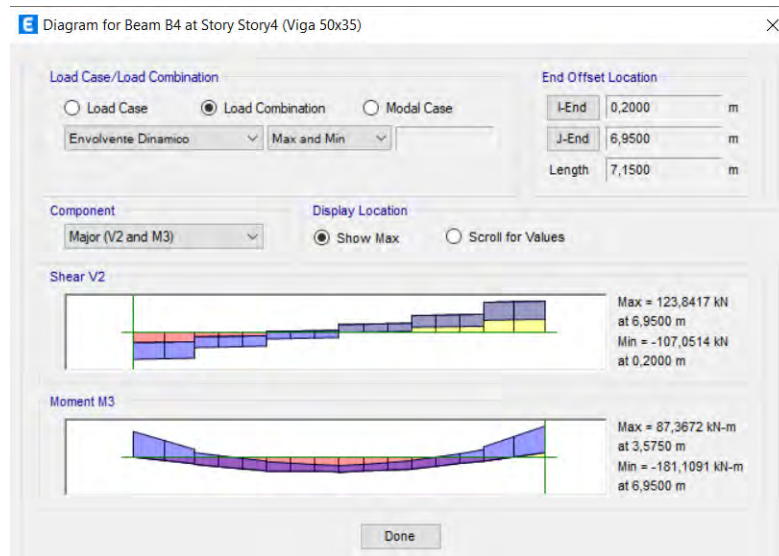 E Diagram for Beam B4 at Story Story4 (Viga 50x35)
Load Case/Load Combination
Load Case Load Combination Modal Case
Envolvente Dinamico Max and Min
End Offset Location
I-End 0,2000 m
J-End 6,9500 m
Length 7,1500 m
Component
Major (V2 and M3)
Display Location
Show Max Scroll for Values
Shear V2
Max = 123,8417 kN
at 6,9500 m
Min = -107,0514 kN
at 0,2000 m
Moment M3
Max = 87,3672 kN-m
at 3,5750 m
Min = -181,1091 kN-m
at 6,9500 m
Done